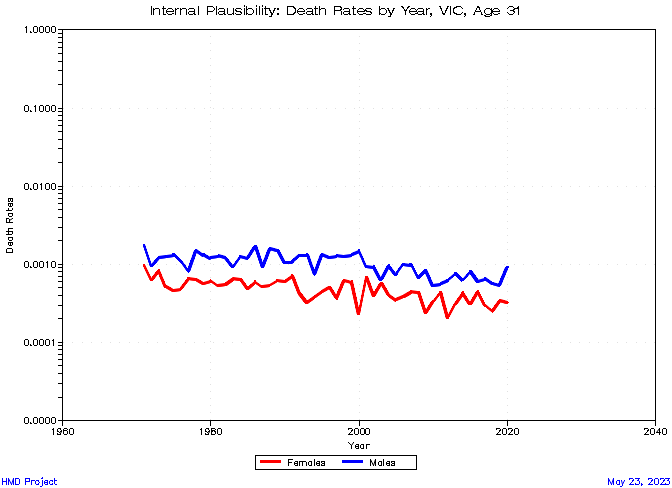 Internal Plausibility: Death Rates by Year, VIC, Age 31
1.0000
0.1000
0.0100
0.0010
0.0001
0.0000
Death Rates
1960
1980
2000
2020
2040
Year
Females
Males
HMD Project
May 23, 2023